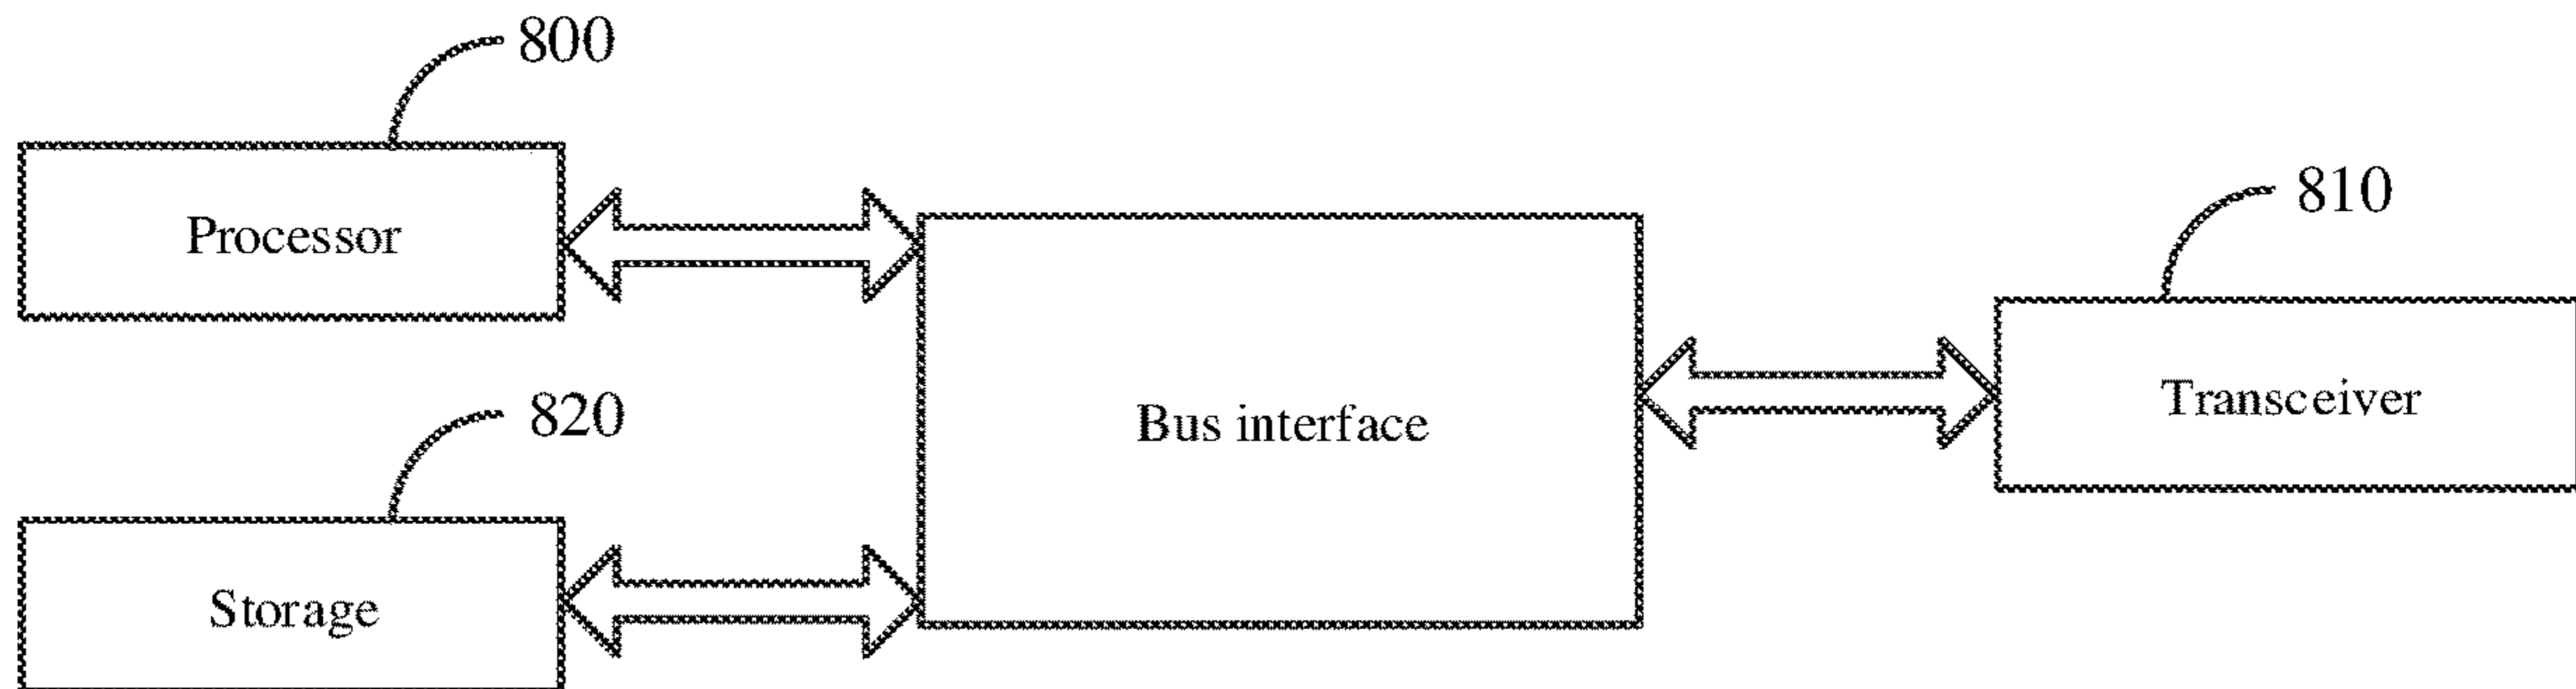 800
Processor
810
Transceiver
Bus interface
820
Storage